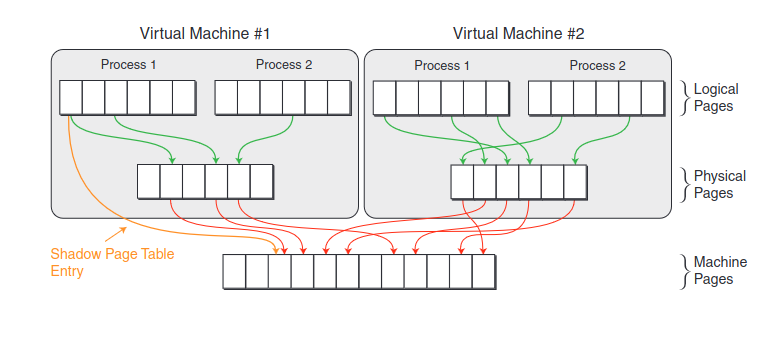 Virtual Machine #1
Virtual Machine #2
Process 1
Process 2
Process 1
Process 2
Logical
Pages
Physical
Pages
Shadow Page Table
Entry
Machine
Pages